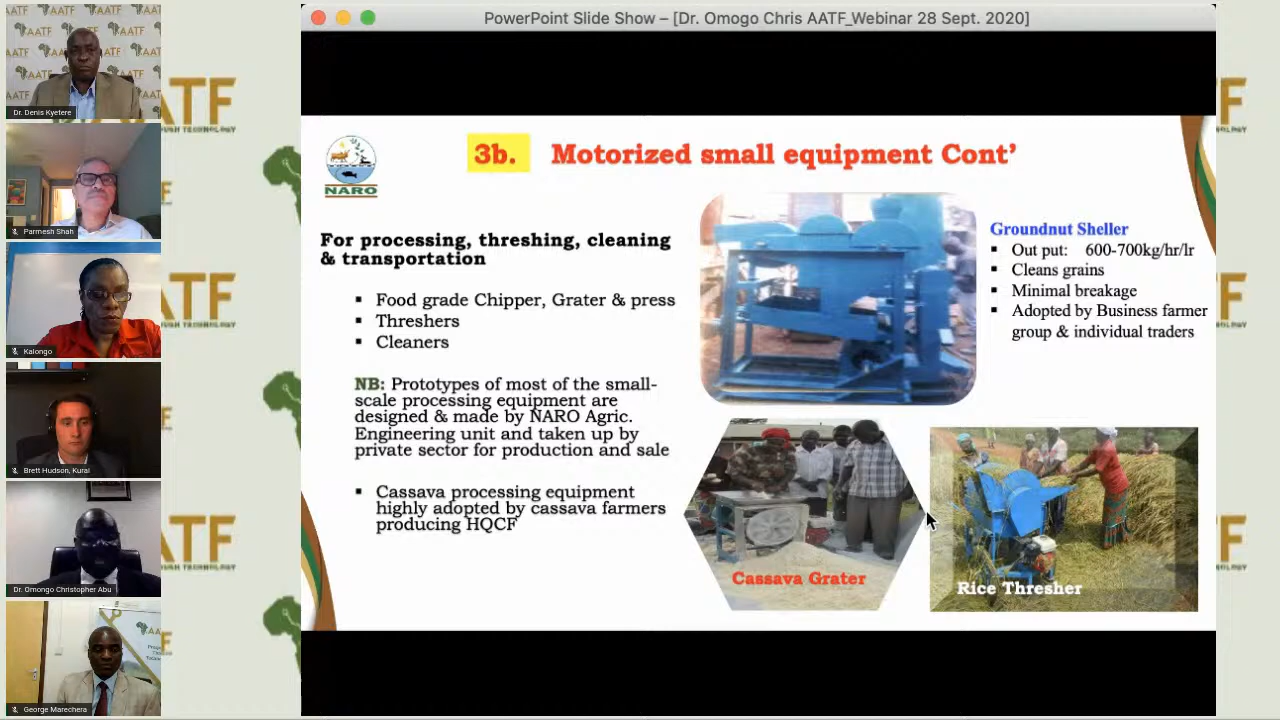 PowerPoint Slide Show – [Dr. Omogo Chris AATF_Webinar 28 Sept. 2020]
NARO
3b. Motorized small equipment Cont’
For processing, threshing, cleaning
& transportation
▪ Food grade Chipper, Grater & press
▪ Threshers
▪ Cleaners
NB: Prototypes of most of the small-
scale processing equipment are
designed & made by NARO Agric.
Engineering unit and taken up by
private sector for production and sale
▪ Cassava processing equipment
highly adopted by cassava farmers
producing HQCF
Groundnut Sheller
▪ Out put: 600-700kg/hr/lr
▪ Cleans grains
▪ Minimal breakage
▪ Adopted by Business farmer
group & individual traders
Cassava Grater
Rice Thresher
AATF
Dr. Denis Kyetere
Parmesh Shah
Kalongo
Brett Hudson, Kurai
Dr. Omongo Christopher Abu
George Marechera